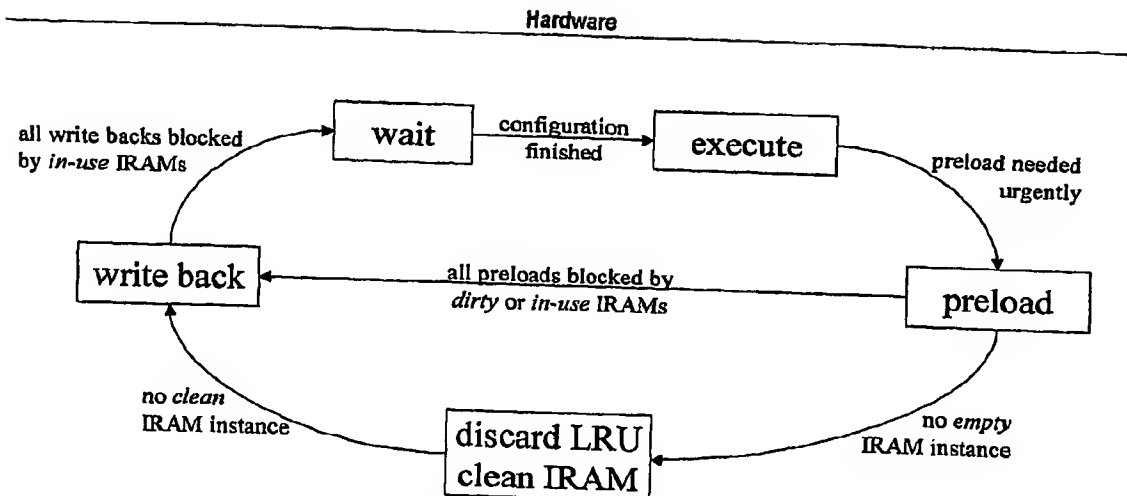 Hardware
all write backs blocked
by in-use IRAMs
wait
configuration
finished
execute
preload needed
urgently
write back
all preloads blocked by
dirty or in-use IRAMs
preload
no clean
IRAM instance
discard LRU
clean IRAM
no empty
IRAM instance